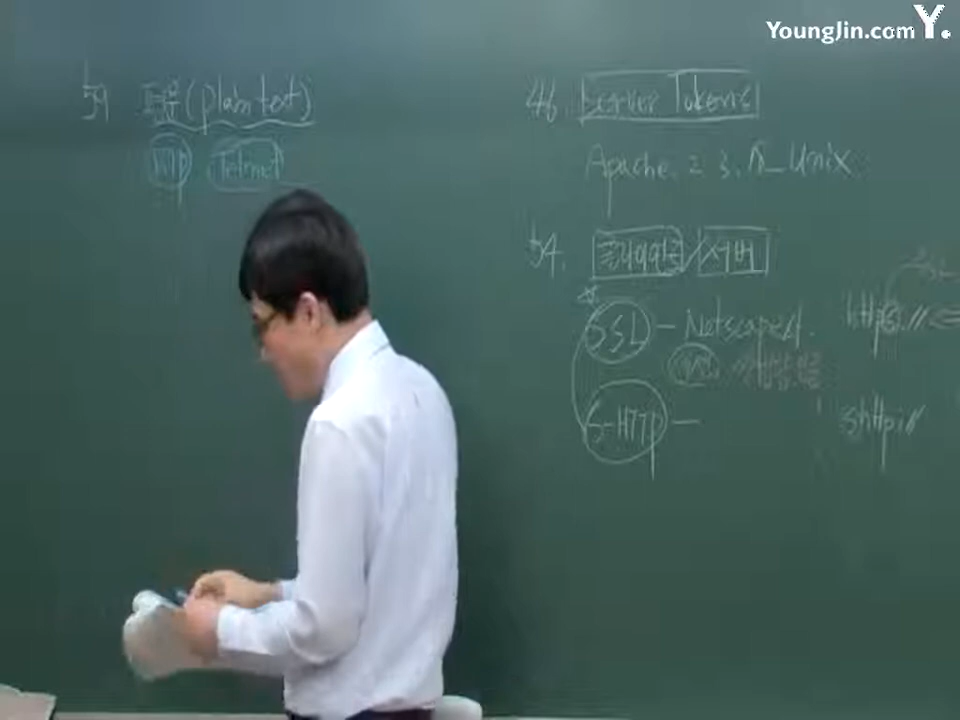 YoungJin.com Y.
59 평문 (plain text)
Telnet
46. Server Tokens
Apache. 2. 3. _Unix
54. 클라이언트/서버
SSL - Netscape사.
https://
S-HTTP -
shttp://